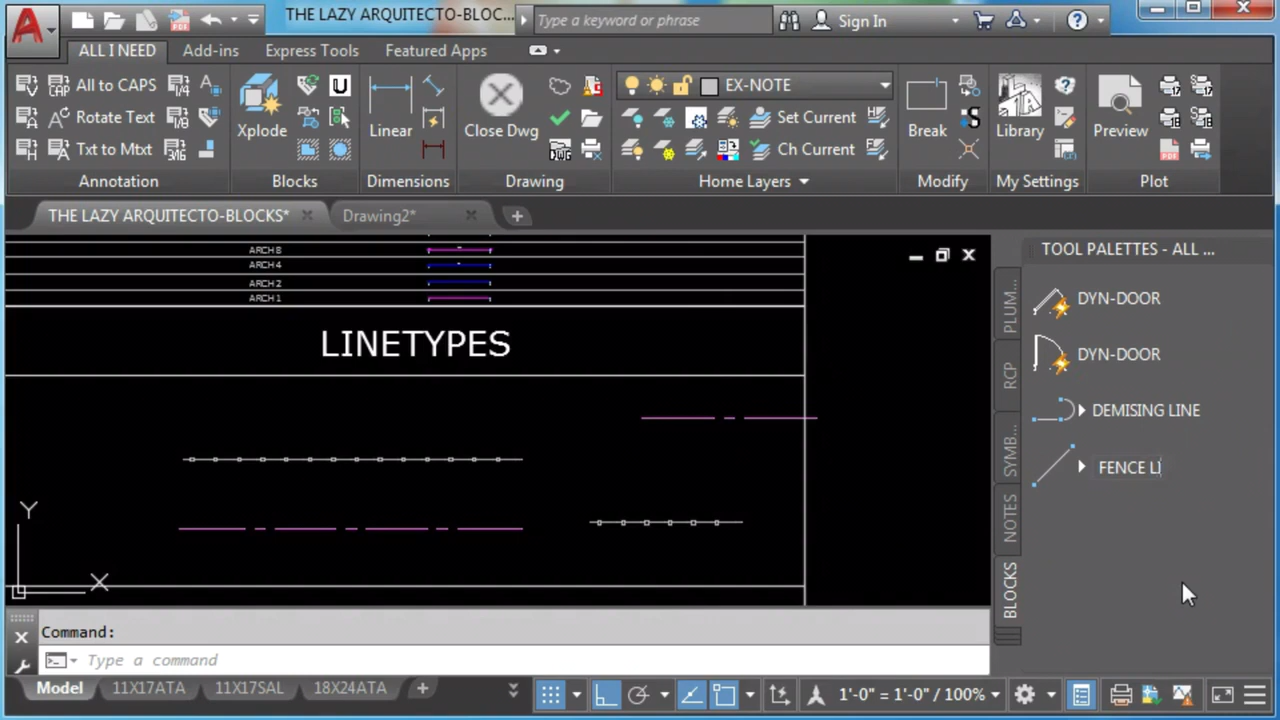 THE LAZY ARQUITECTO-BLOC...
Type a keyword or phrase
Sign In
ALL I NEED
Add-ins
Express Tools
Featured Apps
All to CAPS
Rotate Text
Txt to Mtxt
Annotation
Xplode
Blocks
Linear
Dimensions
Close Dwg
Drawing
EX-NOTE
Set Current
Ch Current
Home Layers
Break
Modify
Library
My Settings
Preview
Plot
THE LAZY ARQUITECTO-BLOCKS*
Drawing2*
ARCH 8
ARCH 4
ARCH 2
ARCH 1
LINETYPES
Y
X
TOOL PALETTES - ALL ...
DYN-DOOR
DYN-DOOR
DEMISING LINE
FENCE LI
PLUM...
RCP
SYMB...
NOTES
BLOCKS
Command:
Type a command
Model
11X17ATA
11X17SAL
18X24ATA
1'-0" = 1'-0" / 100%